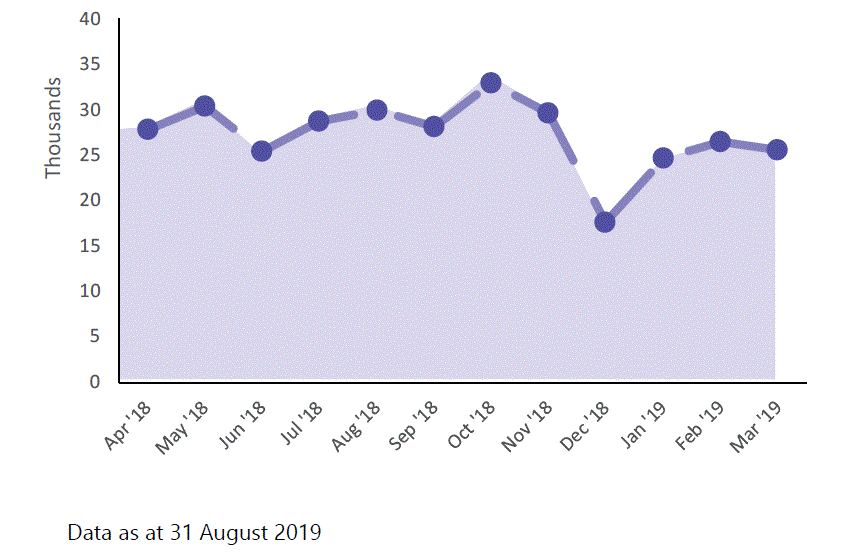 40
35
30
25
20
15
10
5
0
Thousands
Apr '18
May '18
Jun '18
Jul '18
Aug '18
Sep '18
Oct '18
Nov '18
Dec '18
Jan '19
Feb '19
Mar '19
Data as at 31 August 2019